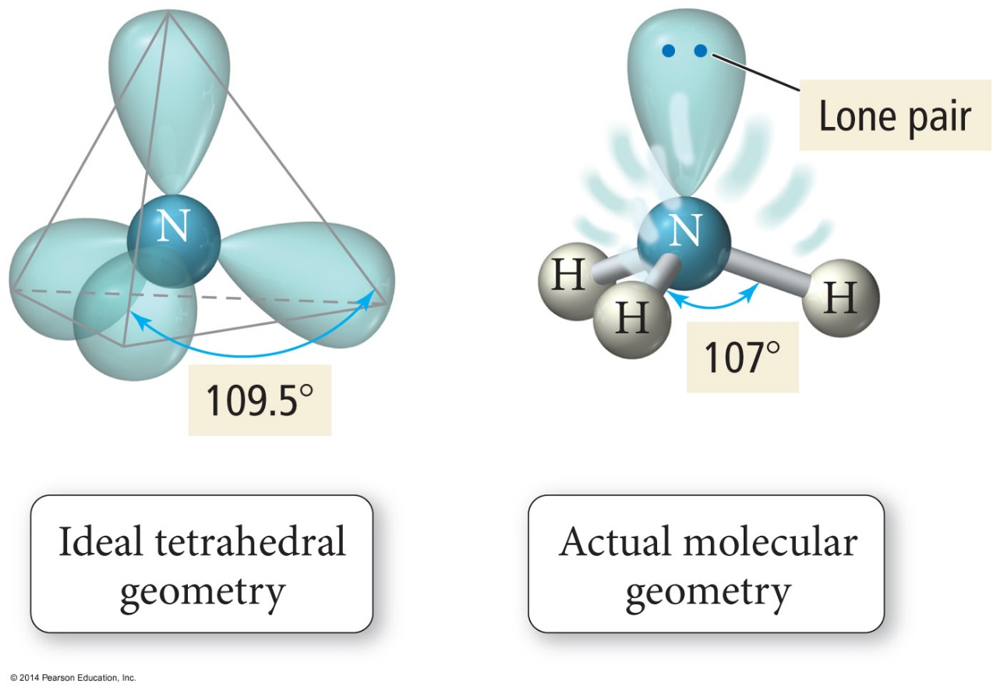 N
109.5°
Ideal tetrahedral
geometry
Lone pair
N
H
H
H
107°
Actual molecular
geometry
© 2014 Pearson Education, Inc.